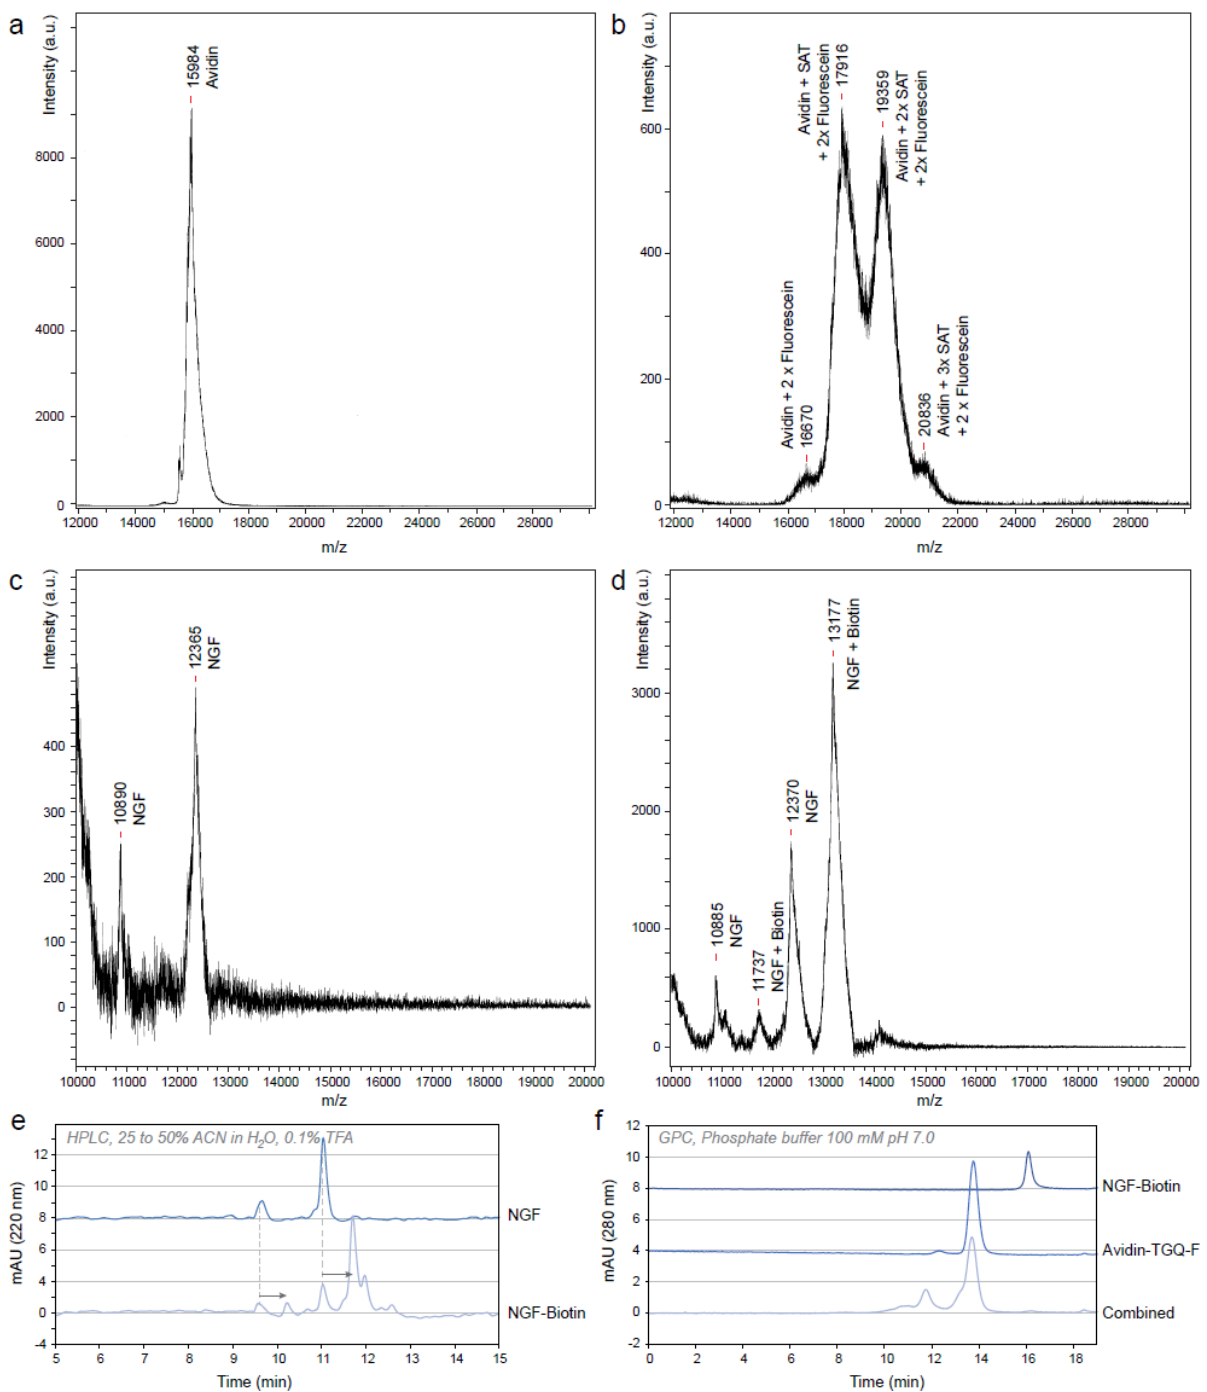 a
Intensity (a.u.)
15984
Avidin
8000
6000
4000
2000
0
12000 14000 16000 18000 20000 22000 24000 26000 28000
m/z
b
Intensity (a.u.)
Avidin + 2 x Fluorescein
16670
Avidin + SAT
+ 2x Fluorescein
17916
19359
Avidin + 2x SAT
+ 2x Fluorescein
20836
Avidin + 3x SAT
+ 2 x Fluorescein
600
400
200
0
12000 14000 16000 18000 20000 22000 24000 26000 28000
m/z
c
Intensity (a.u.)
10890
NGF
12365
NGF
400
300
200
100
0
10000 11000 12000 13000 14000 15000 16000 17000 18000 19000 20000
m/z
d
Intensity (a.u.)
10885
NGF
11737
NGF + Biotin
12370
NGF
13177
NGF + Biotin
3000
2000
1000
0
10000 11000 12000 13000 14000 15000 16000 17000 18000 19000 20000
m/z
e
HPLC, 25 to 50% ACN in H₂O, 0.1% TFA
mAU (220 nm)
12
10
8
6
4
0
-4
NGF
NGF-Biotin
5 6 7 8 9 10 11 12 13 14 15
Time (min)
f
GPC, Phosphate buffer 100 mM pH 7.0
mAU (280 nm)
12
10
8
6
4
2
0
-2
NGF-Biotin
Avidin-TGQ-F
Combined
0 2 4 6 8 10 12 14 16 18
Time (min)